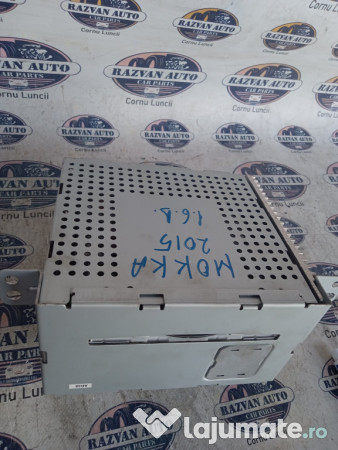 RAZVAN AUTO
CAR PARTS
Cornu Luncii
MOKKA
2015
1.6 D.
lajumate.ro